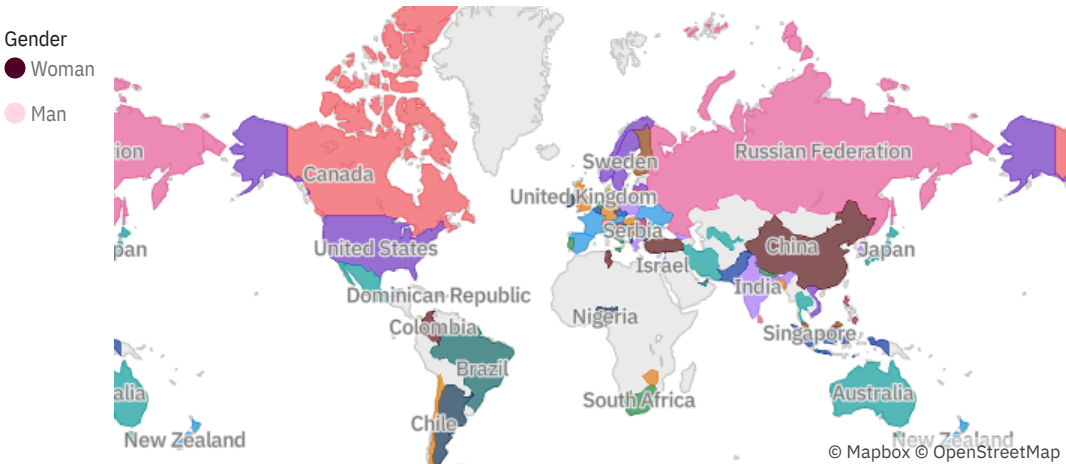 Gender
Woman
Man
ion
Canada
Sweden
Russian Federation
United Kingdom
Serbia
pan
United States
Israel
China
Japan
India
Dominican Republic
Colombia
Nigeria
Singapore
Brazil
alia
South Africa
Australia
Chile
New Zealand
New Zealand
© Mapbox © OpenStreetMap